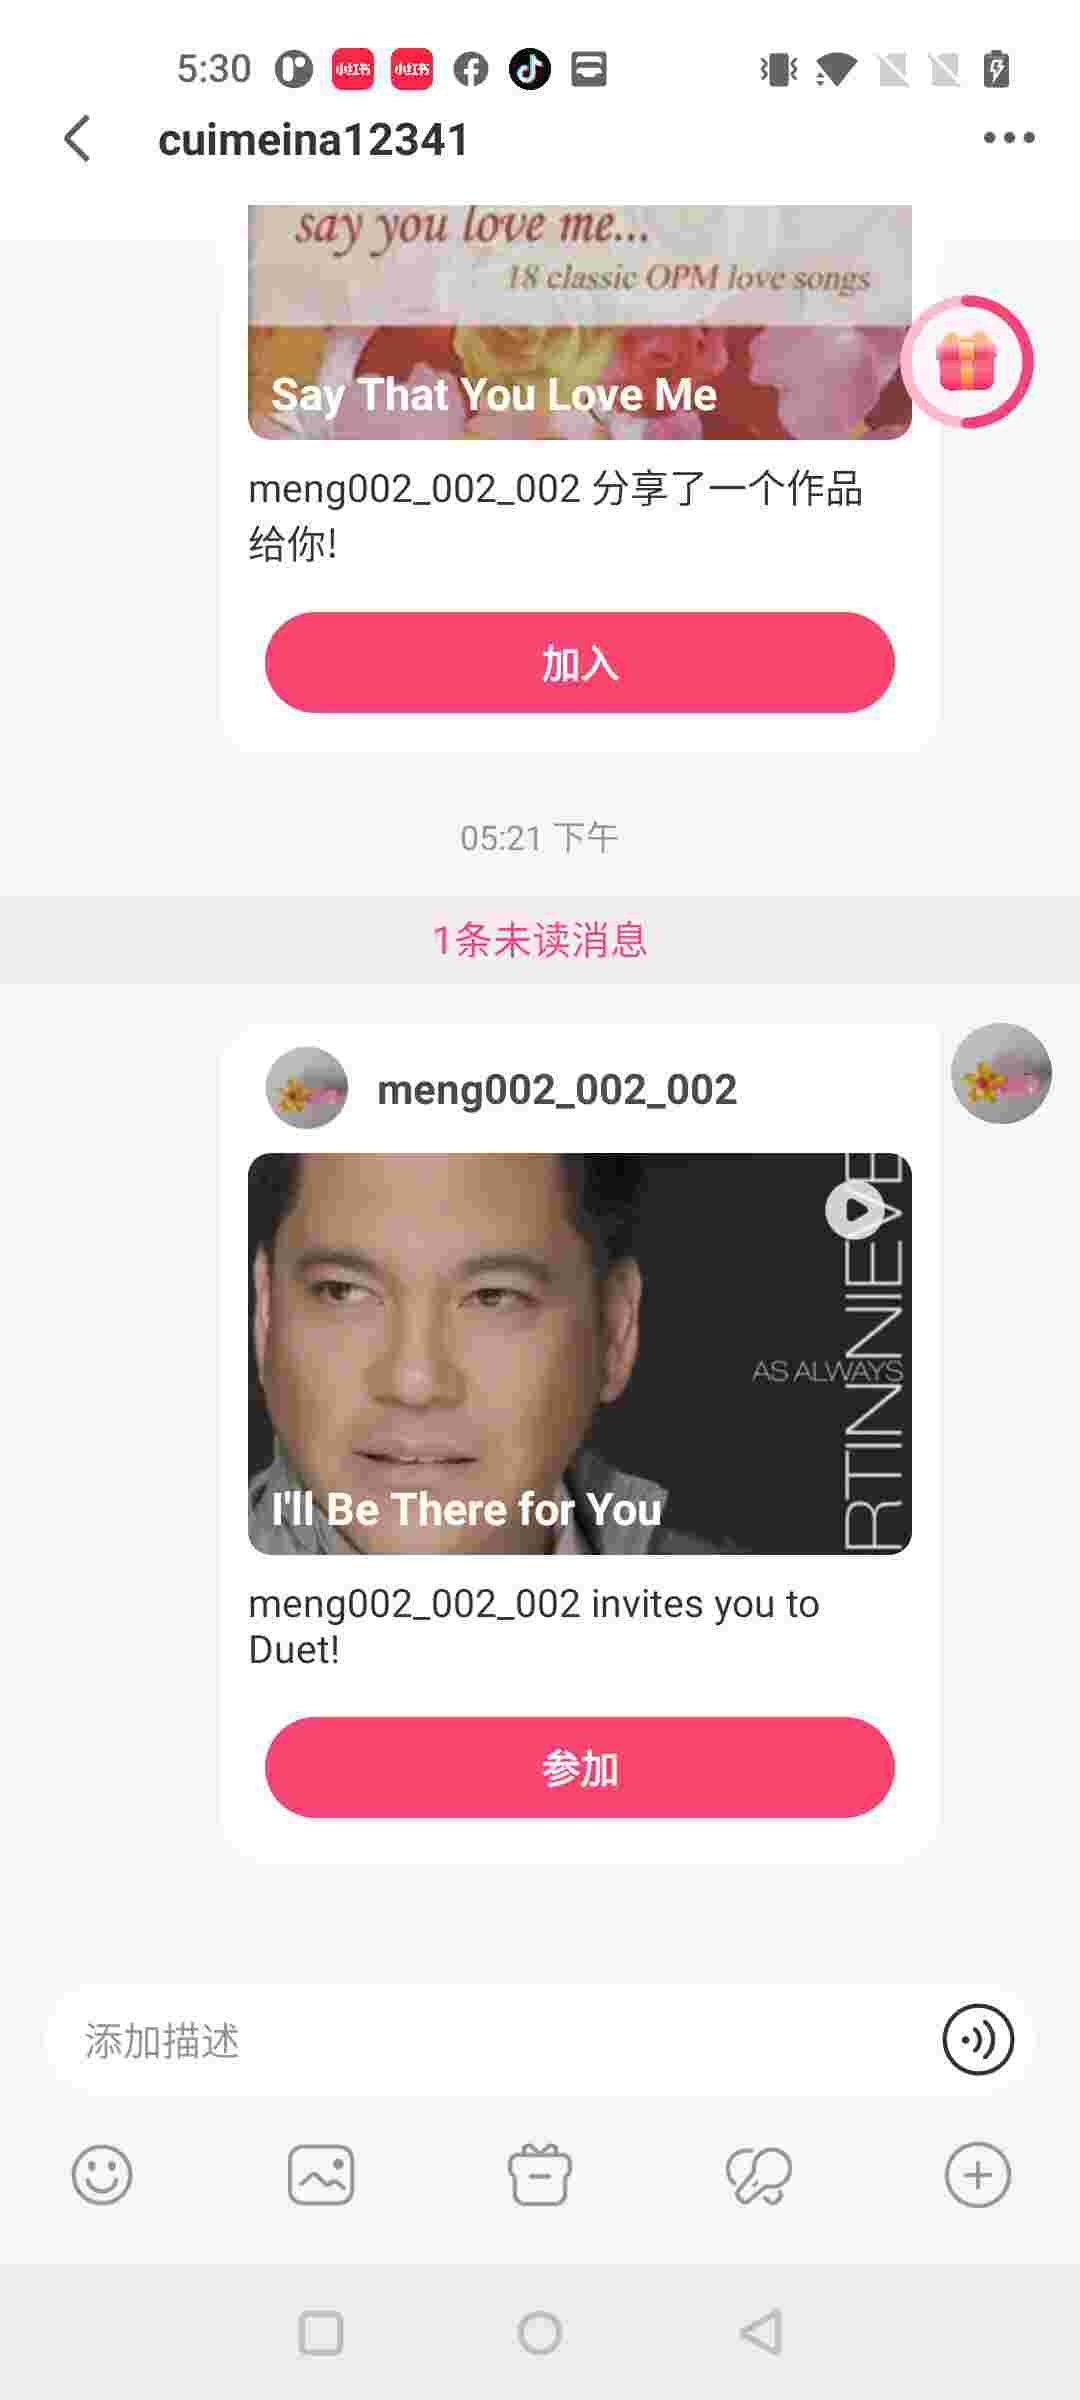 5:30
小红书
小红书
cuimeina12341
say you love me...
18 classic OPM love songs
Say That You Love Me
meng002_002_002 分享了一个作品
给你!
加入
05:21 下午
1条未读消息
meng002_002_002
RTINNIEVE
AS ALWAYS
I'll Be There for You
meng002_002_002 invites you to
Duet!
参加
添加描述